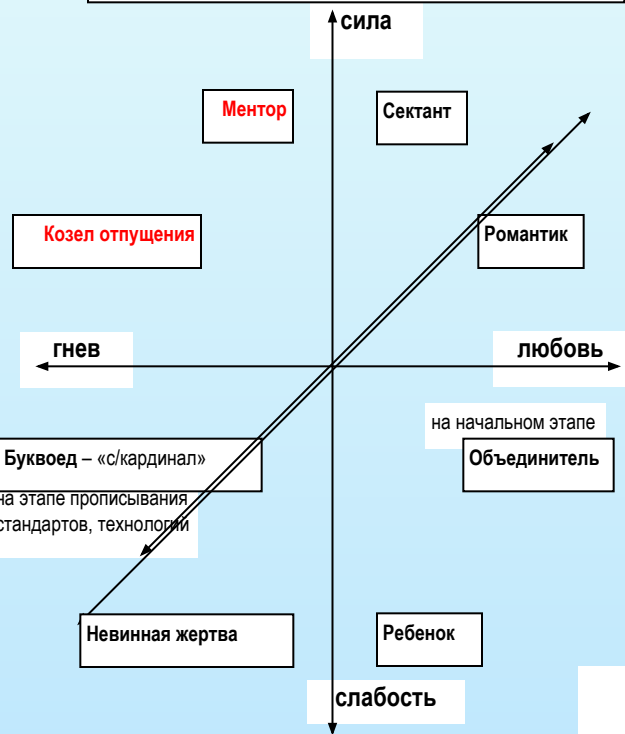 сила
Ментор
Сектант
Козел отпущения
Романтик
гнев
любовь
на начальном этапе
Буквоед – «с/кардинал»
Объединитель
на этапе прописывания
стандартов, технологий
Невинная жертва
Ребенок
слабость